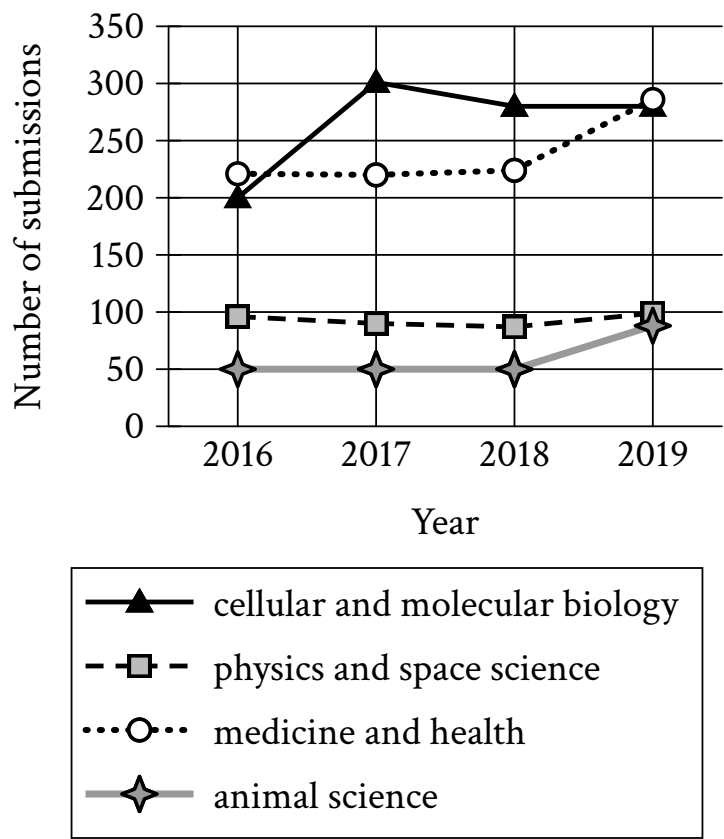 350
300
250
200
150
100
50
0
Number of submissions
2016 2017 2018 2019
Year
cellular and molecular biology
physics and space science
medicine and health
animal science